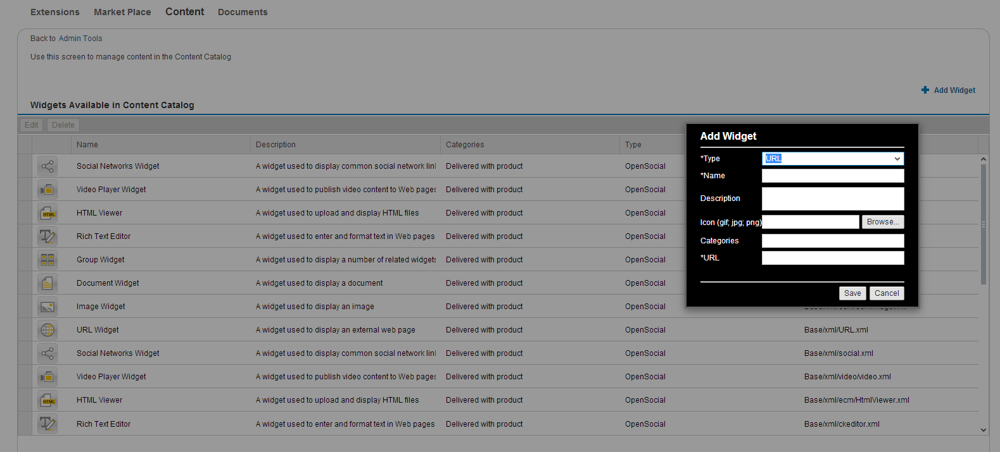 Extensions Market Place Content Documents
Back to Admin Tools
Use this screen to manage content in the Content Catalog
Add Widget
Widgets Available in Content Catalog
Edit Delete
Name Description Categories Type
Social Networks Widget A widget used to display common social network Delivered with product OpenSocial
Video Player Widget A widget used to publish video content to Web pages Delivered with product OpenSocial
HTML Viewer A widget used to upload and display HTML files Delivered with product OpenSocial
Rich Text Editor A widget used to enter and format text in Web pages Delivered with product OpenSocial
Group Widget A widget used to display a number of related widgets Delivered with product OpenSocial
Document Widget A widget used to display a document Delivered with product OpenSocial
Image Widget A widget used to display an image Delivered with product OpenSocial
URL Widget A widget used to display an external web page Delivered with product OpenSocial Base/xml/URL.xml
Social Networks Widget A widget used to display common social network Delivered with product OpenSocial Base/xml/social.xml
Video Player Widget A widget used to publish video content to Web pages Delivered with product OpenSocial Base/xml/video/video.xml
HTML Viewer A widget used to upload and display HTML files Delivered with product OpenSocial Base/xml/ecm/HtmlViewer.xml
Rich Text Editor A widget used to enter and format text in Web pages Delivered with product OpenSocial Base/xml/ckeditor.xml
Add Widget
*Type URL
*Name
Description
Icon (gif; jpg; png) Browse...
Categories
*URL
Save Cancel
HTML
HTML